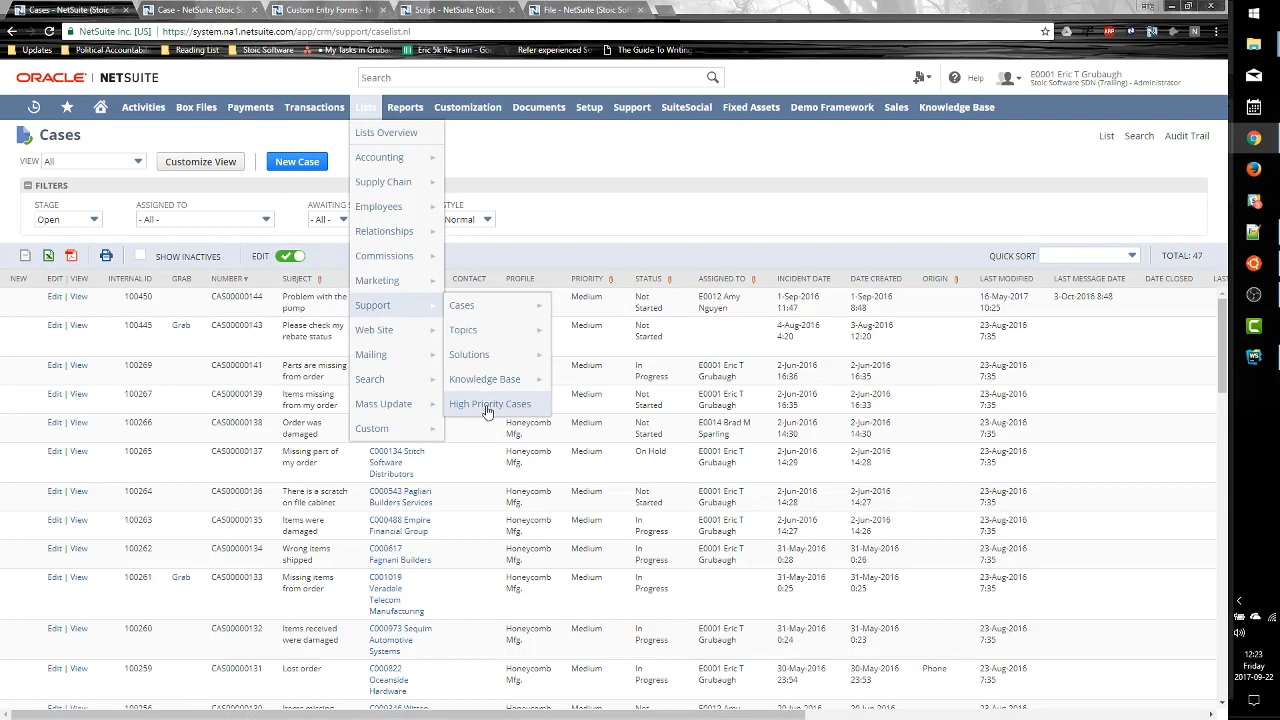 Cases - NetSuite (Stoic S
Case - NetSuite (Stoic Sof
Custom Entry Forms - Ne
Script - NetSuite (Stoic S
File - NetSuite (Stoic Sof
NetSuite Inc. [US] https://system.na1.netsuite.com/app/crm/support/caselist.nl
Updates Political Accountabi Reading List Stoic Software My Tasks in Gruba Eric 5k Re-Train - Go Refer experienced So The Guide To Writing
ORACLE NETSUITE Search Help E0001 Eric T Grubaugh
Stoic Software SDN (Trailing) - Administrator
Activities Box Files Payments Transactions Lists Reports Customization Documents Setup Support SuiteSocial Fixed Assets Demo Framework Sales Knowledge Base
Cases List Search Audit Trail
VIEW All Customize View New Case
FILTERS
STAGE ASSIGNED TO AWAITING STYLE
Open - All - - All - Normal
SHOW INACTIVES EDIT QUICK SORT TOTAL: 47
Lists Overview
Accounting
Supply Chain
Employees
Relationships
Commissions
Marketing
Support
Web Site
Mailing
Search
Mass Update
Custom
Cases
Topics
Solutions
Knowledge Base
High Priority Cases
NEW EDIT | VIEW INTERNAL ID GRAB NUMBER SUBJECT CONTACT PROFILE PRIORITY STATUS ASSIGNED TO INCIDENT DATE DATE CREATED ORIGIN LAST MODIFIED LAST MESSAGE DATE DATE CLOSED LAST
Edit | View 100450 CAS00000144 Problem with the Medium Not E0012 Amy 1-Sep-2016 1-Sep-2016 16-May-2017 3-Oct-2016 8:48
pump Started Nguyen 11:47 8:48 10:25
Edit | View 100445 Grab CAS00000143 Please check my Medium Not 4-Aug-2016 3-Aug-2016 23-Aug-2016
rebate status Started 4:20 12:20 7:35
Edit | View 100269 CAS00000141 Parts are missing Medium In E0001 Eric T 2-Jun-2016 2-Jun-2016 23-Aug-2016
from order Progress Grubaugh 16:36 16:35 7:35
Edit | View 100267 CAS00000139 Items missing Medium Not E0001 Eric T 2-Jun-2016 2-Jun-2016 23-Aug-2016
from my order Started Grubaugh 16:35 16:33 7:35
Edit | View 100266 CAS00000138 Order was Honeycomb Medium Not E0014 Brad M 2-Jun-2016 2-Jun-2016 23-Aug-2016
damaged Mfg. Started Sparling 14:30 14:30 7:35
Edit | View 100265 CAS00000137 Missing part of C000134 Stitch Honeycomb Medium On Hold E0001 Eric T 2-Jun-2016 2-Jun-2016 23-Aug-2016
my order Software Mfg. Grubaugh 14:29 14:28 7:35
Distributors
Edit | View 100264 CAS00000136 There is a scratch C000543 Pagliari Honeycomb Medium Not E0001 Eric T 2-Jun-2016 2-Jun-2016 23-Aug-2016
on file cabinet Builders Services Mfg. Started Grubaugh 14:28 14:27 7:35
Edit | View 100263 CAS00000135 Items were C000488 Empire Honeycomb Medium In E0001 Eric T 2-Jun-2016 2-Jun-2016 23-Aug-2016
damaged Financial Group Mfg. Progress Grubaugh 14:27 14:26 7:35
Edit | View 100262 CAS00000134 Wrong items C000617 Honeycomb Medium In E0001 Eric T 31-May-2016 31-May-2016 23-Aug-2016
shipped Fagnani Builders Mfg. Progress Grubaugh 0:28 0:26 7:35
Edit | View 100261 Grab CAS00000133 Missing items C001019 Honeycomb Medium In 31-May-2016 31-May-2016 23-Aug-2016
from order Veradale Mfg. Progress 0:25 0:25 7:35
Telecom
Manufacturing
Edit | View 100260 CAS00000132 Items received C000973 Sequim Honeycomb Medium In E0001 Eric T 31-May-2016 31-May-2016 23-Aug-2016
were damaged Automotive Mfg. Progress Grubaugh 0:24 0:23 7:35
Systems
Edit | View 100259 CAS00000131 Lost order C000822 Honeycomb Medium In E0001 Eric T 30-May-2016 30-May-2016 Phone 23-Aug-2016
Oceanside Mfg. Progress Grubaugh 23:54 23:53 7:35
Hardware
12:23
Friday
2017-09-22